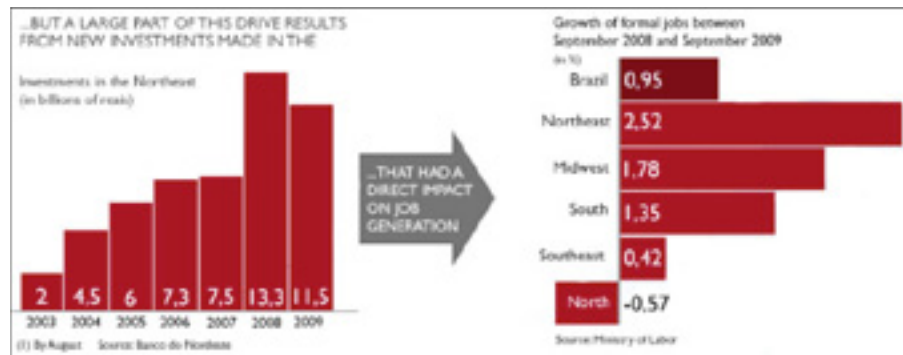 ...BUT A LARGE PART OF THIS DRIVE RESULTS
FROM NEW INVESTMENTS MADE IN THE
Investments in the Northeast
(in billions of reais)
2 4,5 6 7,3 7,5 13,3 11,5
2003 2004 2005 2006 2007 2008 2009
(1) By August Source: Banco do Nordeste
...THAT HAD A
DIRECT IMPACT
ON JOB
GENERATION
Growth of formal jobs between
September 2008 and September 2009
(in %)
Brazil 0,95
Northeast 2,52
Midwest 1,78
South 1,35
Southeast 0,42
North -0,57
Source: Ministry of Labor